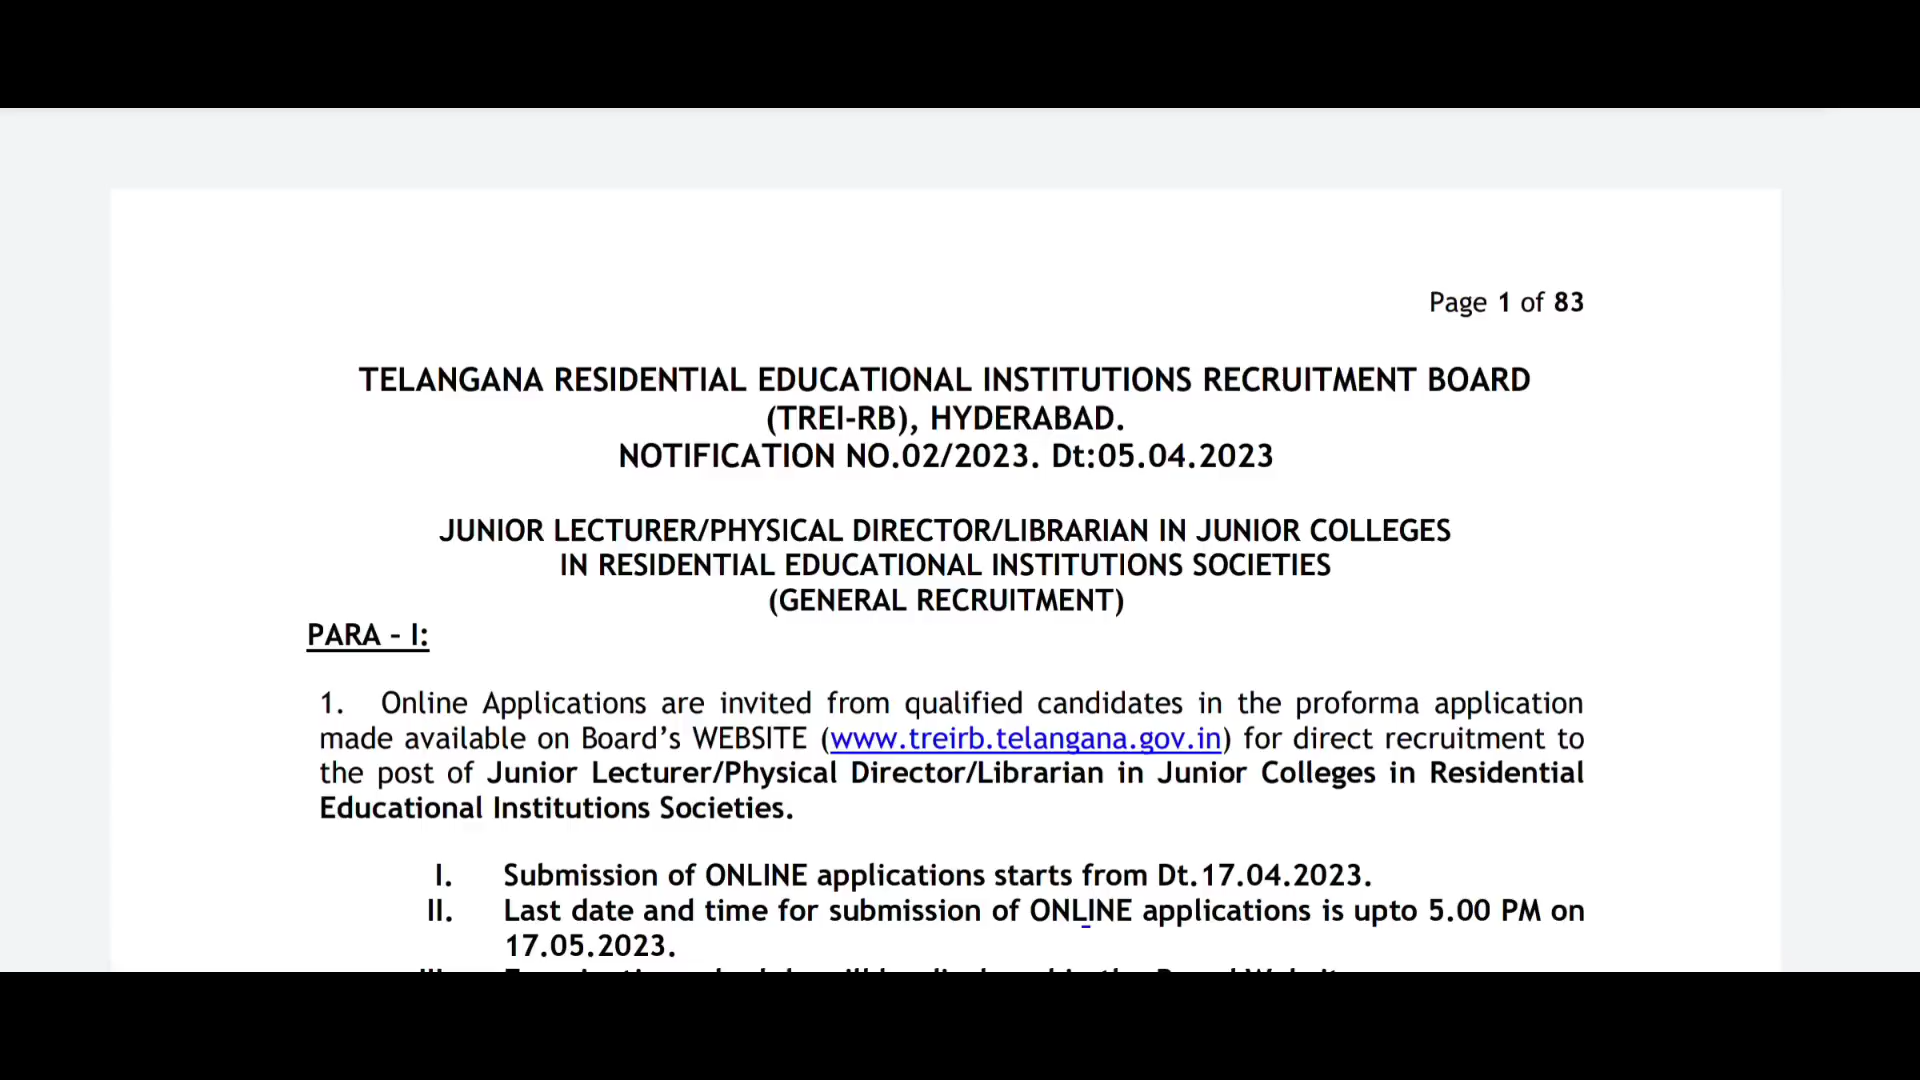 Page 1 of 83
TELANGANA RESIDENTIAL EDUCATIONAL INSTITUTIONS RECRUITMENT BOARD
(TREI-RB), HYDERABAD.
NOTIFICATION NO.02/2023. Dt:05.04.2023
JUNIOR LECTURER/PHYSICAL DIRECTOR/LIBRARIAN IN JUNIOR COLLEGES
IN RESIDENTIAL EDUCATIONAL INSTITUTIONS SOCIETIES
(GENERAL RECRUITMENT)
PARA - I:
1. Online Applications are invited from qualified candidates in the proforma application
made available on Board’s WEBSITE (www.treirb.telangana.gov.in) for direct recruitment to
the post of Junior Lecturer/Physical Director/Librarian in Junior Colleges in Residential
Educational Institutions Societies.
I. Submission of ONLINE applications starts from Dt.17.04.2023.
II. Last date and time for submission of ONLINE applications is upto 5.00 PM on
17.05.2023.